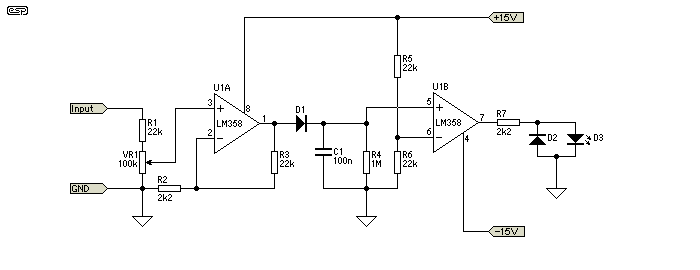 esp
+15V
U1A
R5
22k
U1B
Input
3
+
8
D1
5
+
LM358
1
LM358
7
R7
2k2
R1
22k
2
−
6
−
4
D2
D3
VR1
100k
R3
22k
C1
100n
R4
1M
R6
22k
GND
R2
2k2
−15V